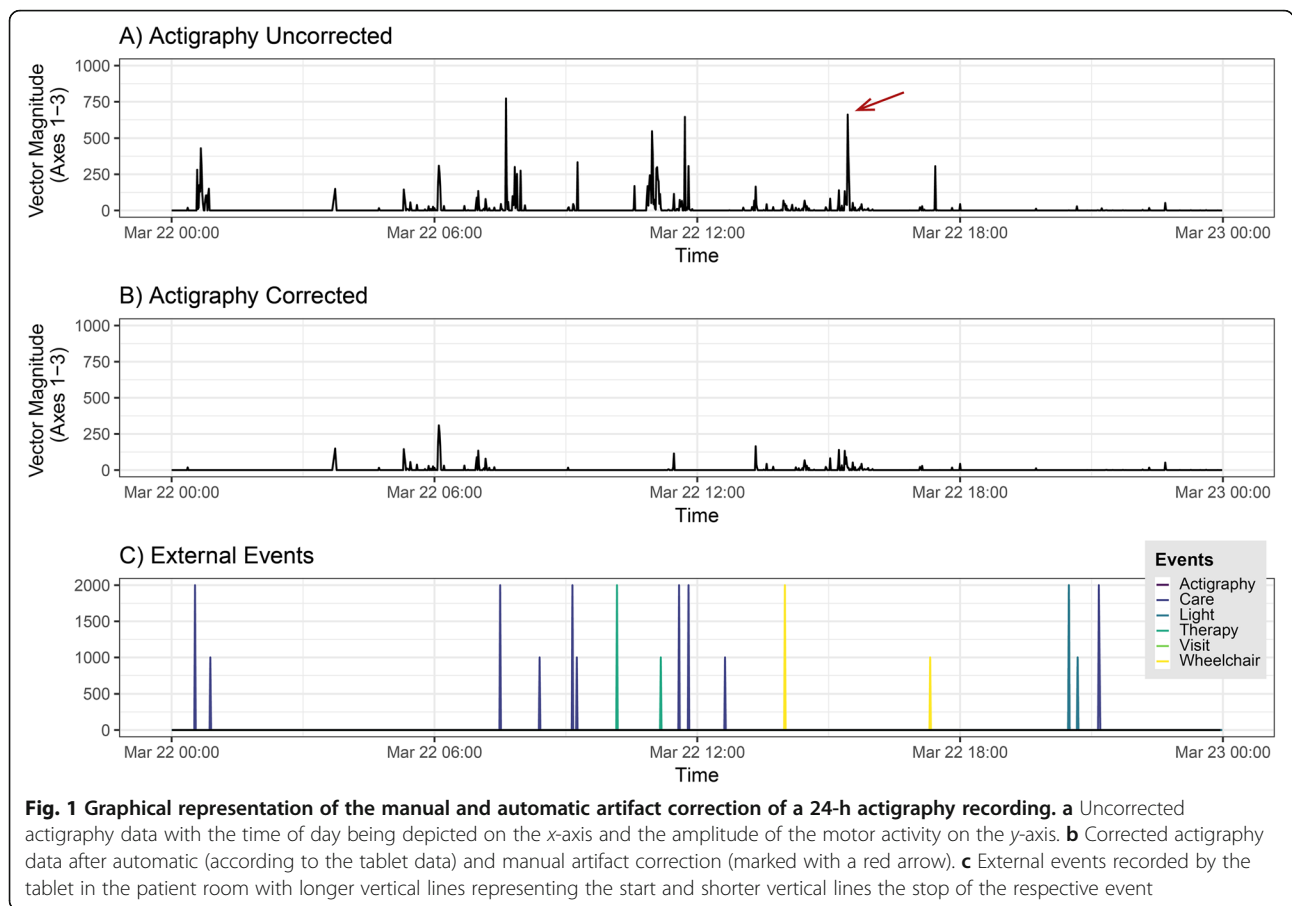 A) Actigraphy Uncorrected
Vector Magnitude
(Axes 1−3)
1000
750
500
250
0
Mar 22 00:00 Mar 22 06:00 Mar 22 12:00 Mar 22 18:00 Mar 23 00:00
Time
B) Actigraphy Corrected
Vector Magnitude
(Axes 1−3)
1000
750
500
250
0
Mar 22 00:00 Mar 22 06:00 Mar 22 12:00 Mar 22 18:00 Mar 23 00:00
Time
C) External Events
2000
1500
1000
500
0
Mar 22 00:00 Mar 22 06:00 Mar 22 12:00 Mar 22 18:00 Mar 23 00:00
Time
Events
Actigraphy
Care
Light
Therapy
Visit
Wheelchair
Fig. 1 Graphical representation of the manual and automatic artifact correction of a 24-h actigraphy recording. a Uncorrected
actigraphy data with the time of day being depicted on the x-axis and the amplitude of the motor activity on the y-axis. b Corrected actigraphy
data after automatic (according to the tablet data) and manual artifact correction (marked with a red arrow). c External events recorded by the
tablet in the patient room with longer vertical lines representing the start and shorter vertical lines the stop of the respective event